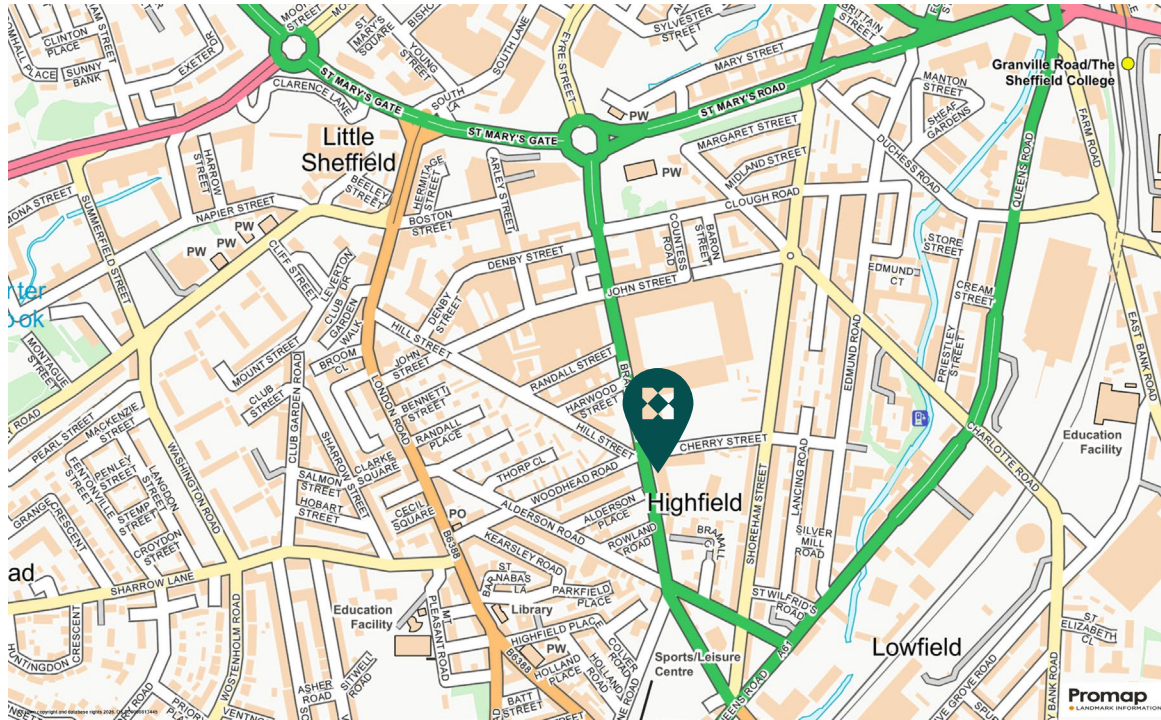 CLINTON
PLACE
SUNNY
BANK
EXETER
MOORE
STREET
ST
MARY'S
SQUARE
YOUNG
STREET
SOUTH LANE
EYRE STREET
SYLVESTER
STREET
MARY STREET
BRITTAIN
STREET
Granville Road/The
Sheffield College
CLARENCE LANE
ST MARY'S GATE
SOUTH
LA
ST MARY'S GATE
ST MARY'S ROAD
PW
MANTON
STREET
SHEAF
GARDENS
FARM ROAD
Little
Sheffield
MARGARET STREET
MIDLAND STREET
DUCHESS ROAD
QUEENS ROAD
HARROW
STREET
BEELEY
STREET
HERMITAGE
STREET
ARLEY STREET
PW
CLOUGH ROAD
SUMMERFIELD STREET
NAPIER STREET
BOSTON
STREET
PW
PW
PW
CLIFF STREET
LEVERTON
DR
DENBY STREET
COUNTESS
ROAD
BARON
STREET
STORE
STREET
EDMUND
CT
CREAM
STREET
JOHN STREET
CLUB
GARDEN
WALK
DENBY
STREET
HILL STREET
MONTAGUE
STREET
MOUNT STREET
BROOM
CL
JOHN
STREET
RANDALL STREET
EDMUND ROAD
PRIESTLEY
STREET
EAST BANK ROAD
CLUB
STREET
CLUB GARDEN ROAD
LONDON ROAD
BENNETT
STREET
HARWOOD
STREET
PEARL STREET
MACKENZIE
STREET
RANDALL
PLACE
HILL STREET
CHERRY STREET
CHARLOTTE ROAD
Education
Facility
WASHINGTON ROAD
SHARROW STREET
CLARKE
SQUARE
THORP CL
WOODHEAD ROAD
PENLEY
STREET
FENTONVILLE
STREET
LANGDON
STREET
STEMP
STREET
SALMON
STREET
HOBART
STREET
CECIL
SQUARE
PO
ALDERSON ROAD
ALDERSON
PLACE
Highfield
SHOREHAM STREET
LANCING ROAD
GRANGE
CRESCENT
CROYDON
STREET
B6388
KEARSLEY ROAD
ROWLAND
ROAD
SILVER
MILL
ROAD
SHARROW LANE
ST
PARKFIELD
PLACE
ST WILFRID'S
ROAD
Education
Facility
MT
PLEASANT ROAD
Library
HIGHFIELD PLACE
COLVER
ROAD
ST
ELIZABETH
CL
HUNTINGDON
CRESCENT
WOSTENHOLM ROAD
B6388
PW
HOLLAND
PLACE
Sports/Leisure
Centre
A61
Lowfield
ASHER
ROAD
SITWELL
BATT
STREET
QUEENS ROAD
Promap
LANDMARK INFORMATION